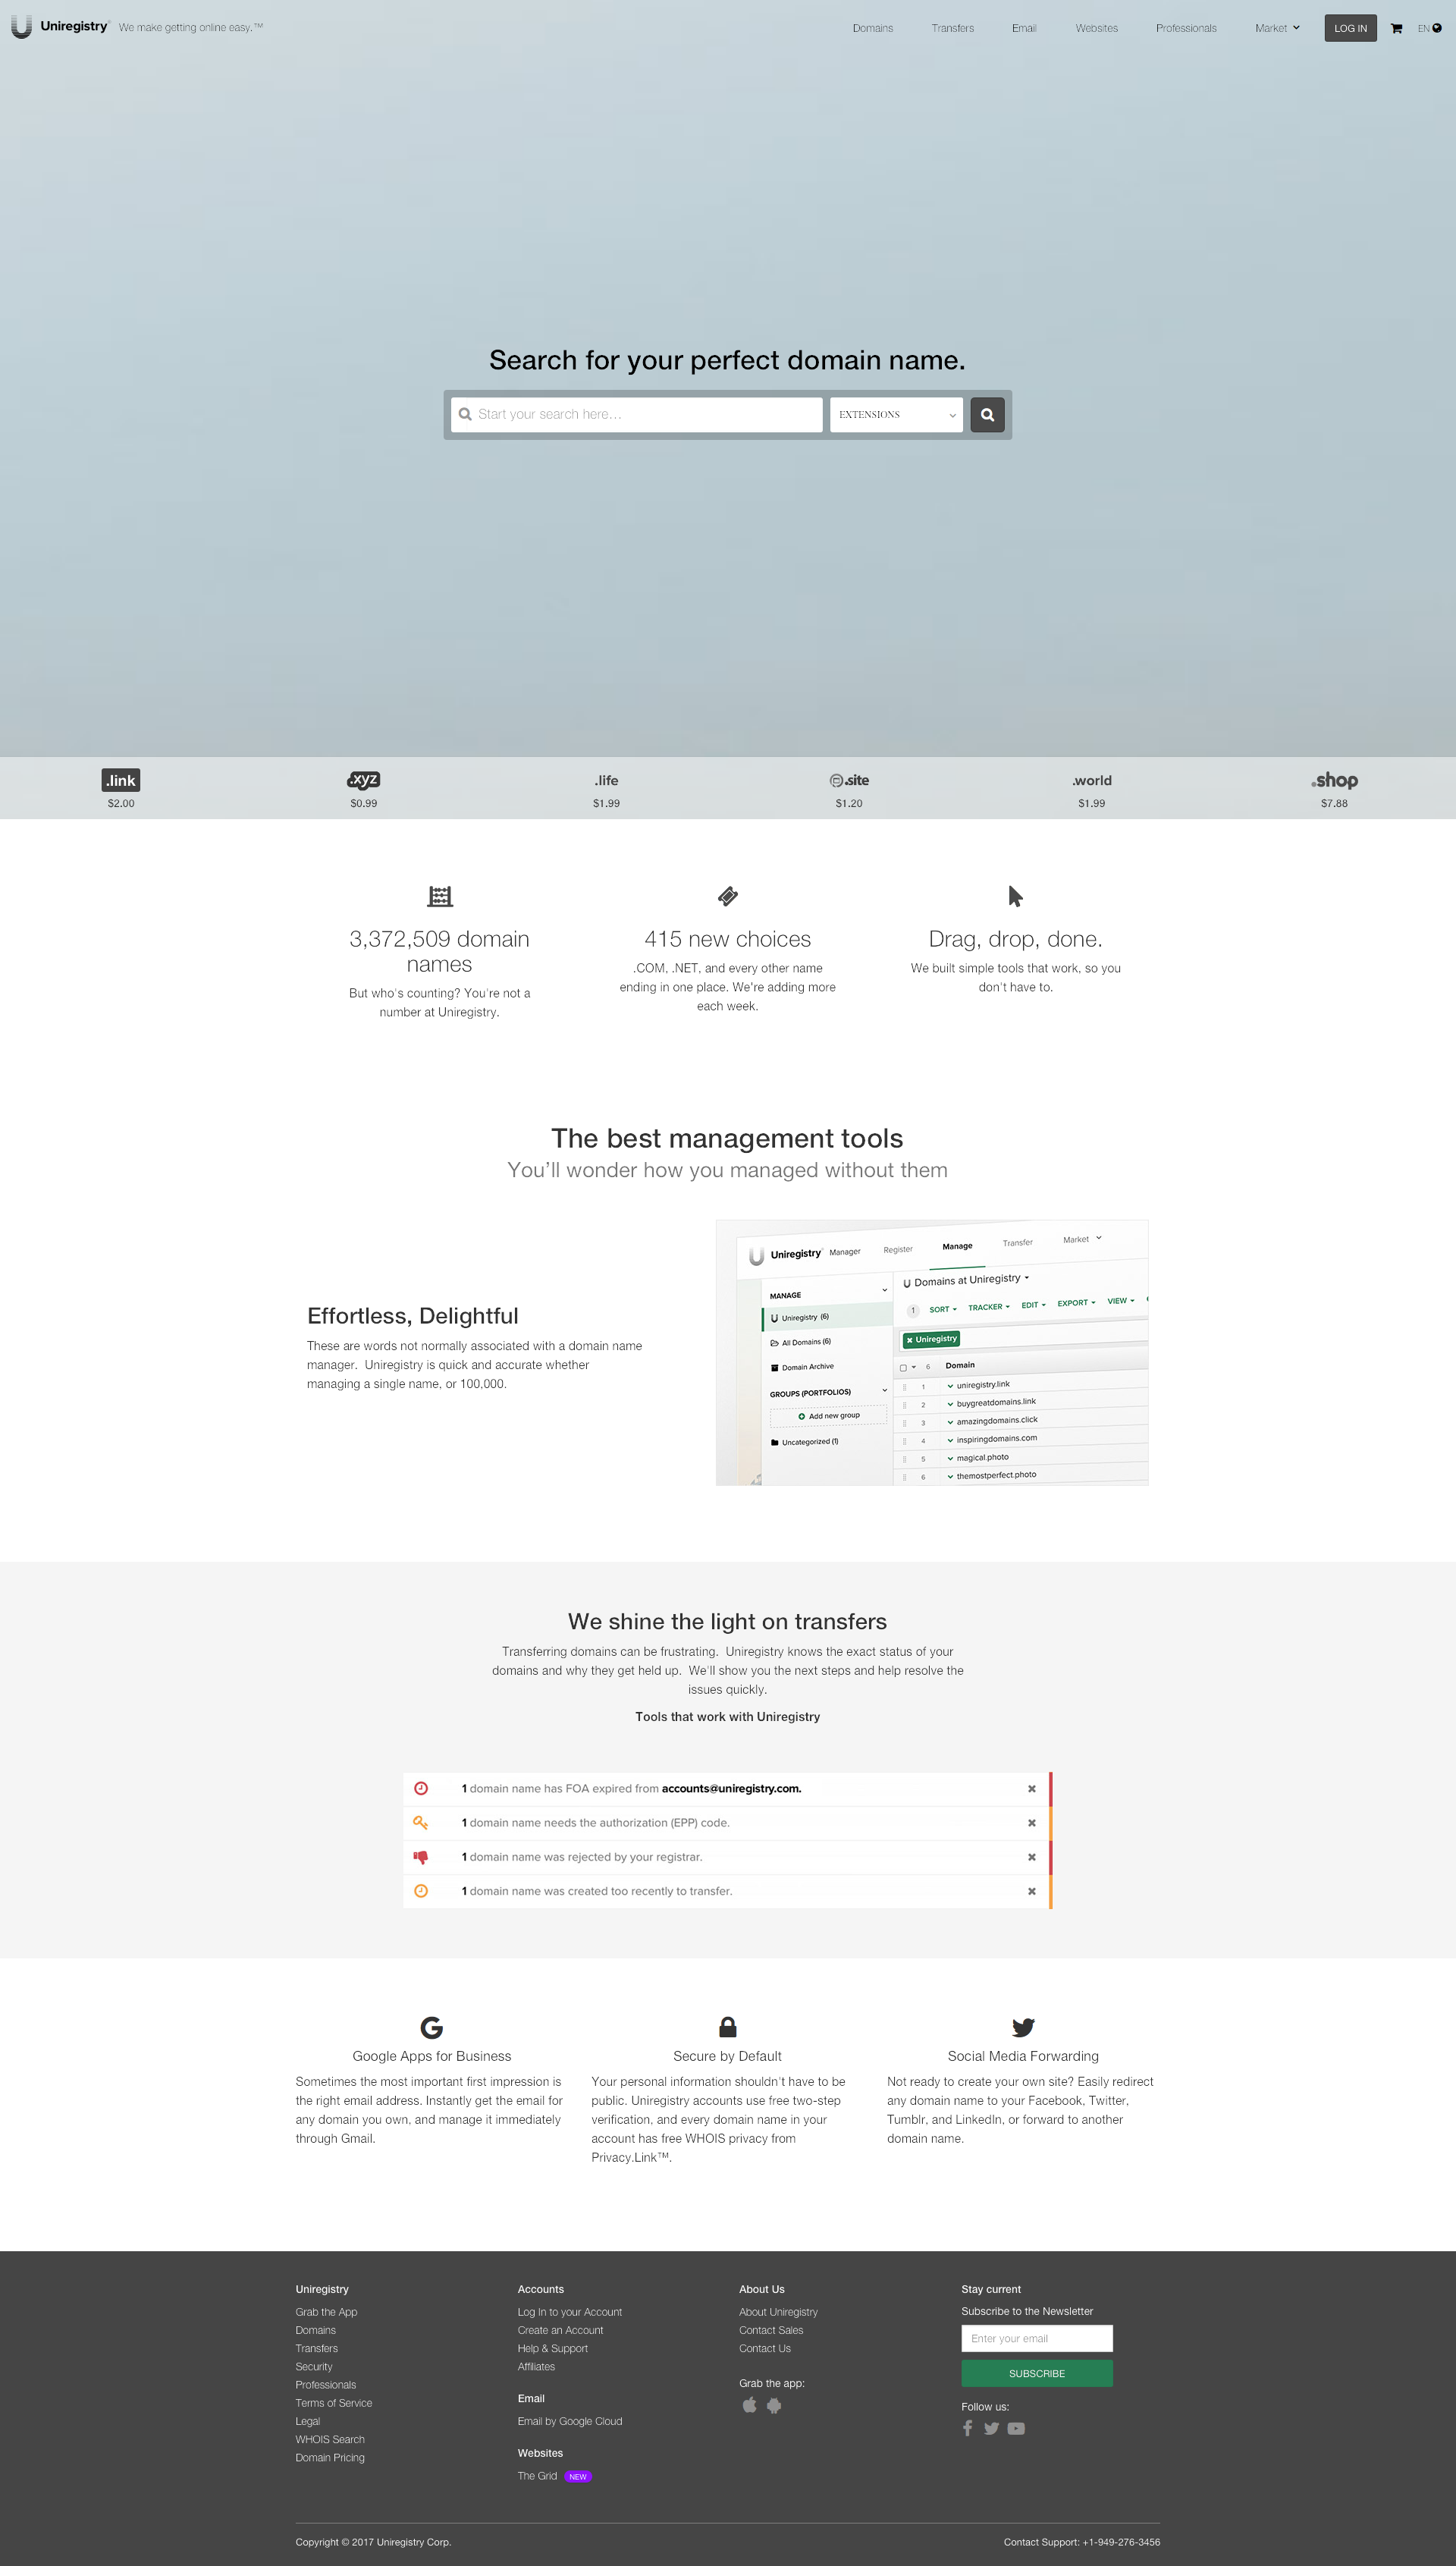 Uniregistry
We make getting online easy.™
Domains
Transfers
Email
Websites
Professionals
Market
LOG IN
EN
Search for your perfect domain name.
Start your search here...
EXTENSIONS
.link
.xyz
.life
.site
.world
.shop
$2.00
$0.99
$1.99
$1.20
$1.99
$7.88
3,372,509 domain
names
But who's counting? You're not a
number at Uniregistry.
415 new choices
.COM, .NET, and every other name
ending in one place. We're adding more
each week.
Drag, drop, done.
We built simple tools that work, so you
don't have to.
The best management tools
You'll wonder how you managed without them
Effortless, Delightful
These are words not normally associated with a domain name
manager.  Uniregistry is quick and accurate whether
managing a single name, or 100,000.
Uniregistry Manager
Register
Manage
Transfer
Market
MANAGE
Uniregistry (6)
All Domains (6)
Domain Archive
GROUPS (PORTFOLIOS)
Add new group
Uncategorized (1)
Domains at Uniregistry
1 SORT TRACKER EDIT EXPORT VIEW
Uniregistry
6 Domain
1 uniregistry.link
2 buygreatdomains.link
3 amazingdomains.click
4 inspiringdomains.com
5 magical.photo
6 themostperfect.photo
We shine the light on transfers
Transferring domains can be frustrating.  Uniregistry knows the exact status of your
domains and why they get held up.  We'll show you the next steps and help resolve the
issues quickly.
Tools that work with Uniregistry
1 domain name has FOA expired from accounts@uniregistry.com.
1 domain name needs the authorization (EPP) code.
1 domain name was rejected by your registrar.
1 domain name was created too recently to transfer.
Google Apps for Business
Sometimes the most important first impression is
the right email address. Instantly get the email for
any domain you own, and manage it immediately
through Gmail.
Secure by Default
Your personal information shouldn't have to be
public. Uniregistry accounts use free two-step
verification, and every domain name in your
account has free WHOIS privacy from
Privacy.Link™.
Social Media Forwarding
Not ready to create your own site? Easily redirect
any domain name to your Facebook, Twitter,
Tumblr, and LinkedIn, or forward to another
domain name.
Uniregistry
Grab the App
Domains
Transfers
Security
Professionals
Terms of Service
Legal
WHOIS Search
Domain Pricing
Accounts
Log In to your Account
Create an Account
Help & Support
Affiliates
Email
Email by Google Cloud
Websites
The Grid NEW
About Us
About Uniregistry
Contact Sales
Contact Us
Grab the app:
Stay current
Subscribe to the Newsletter
Enter your email
SUBSCRIBE
Follow us:
Copyright © 2017 Uniregistry Corp.
Contact Support: +1-949-276-3456